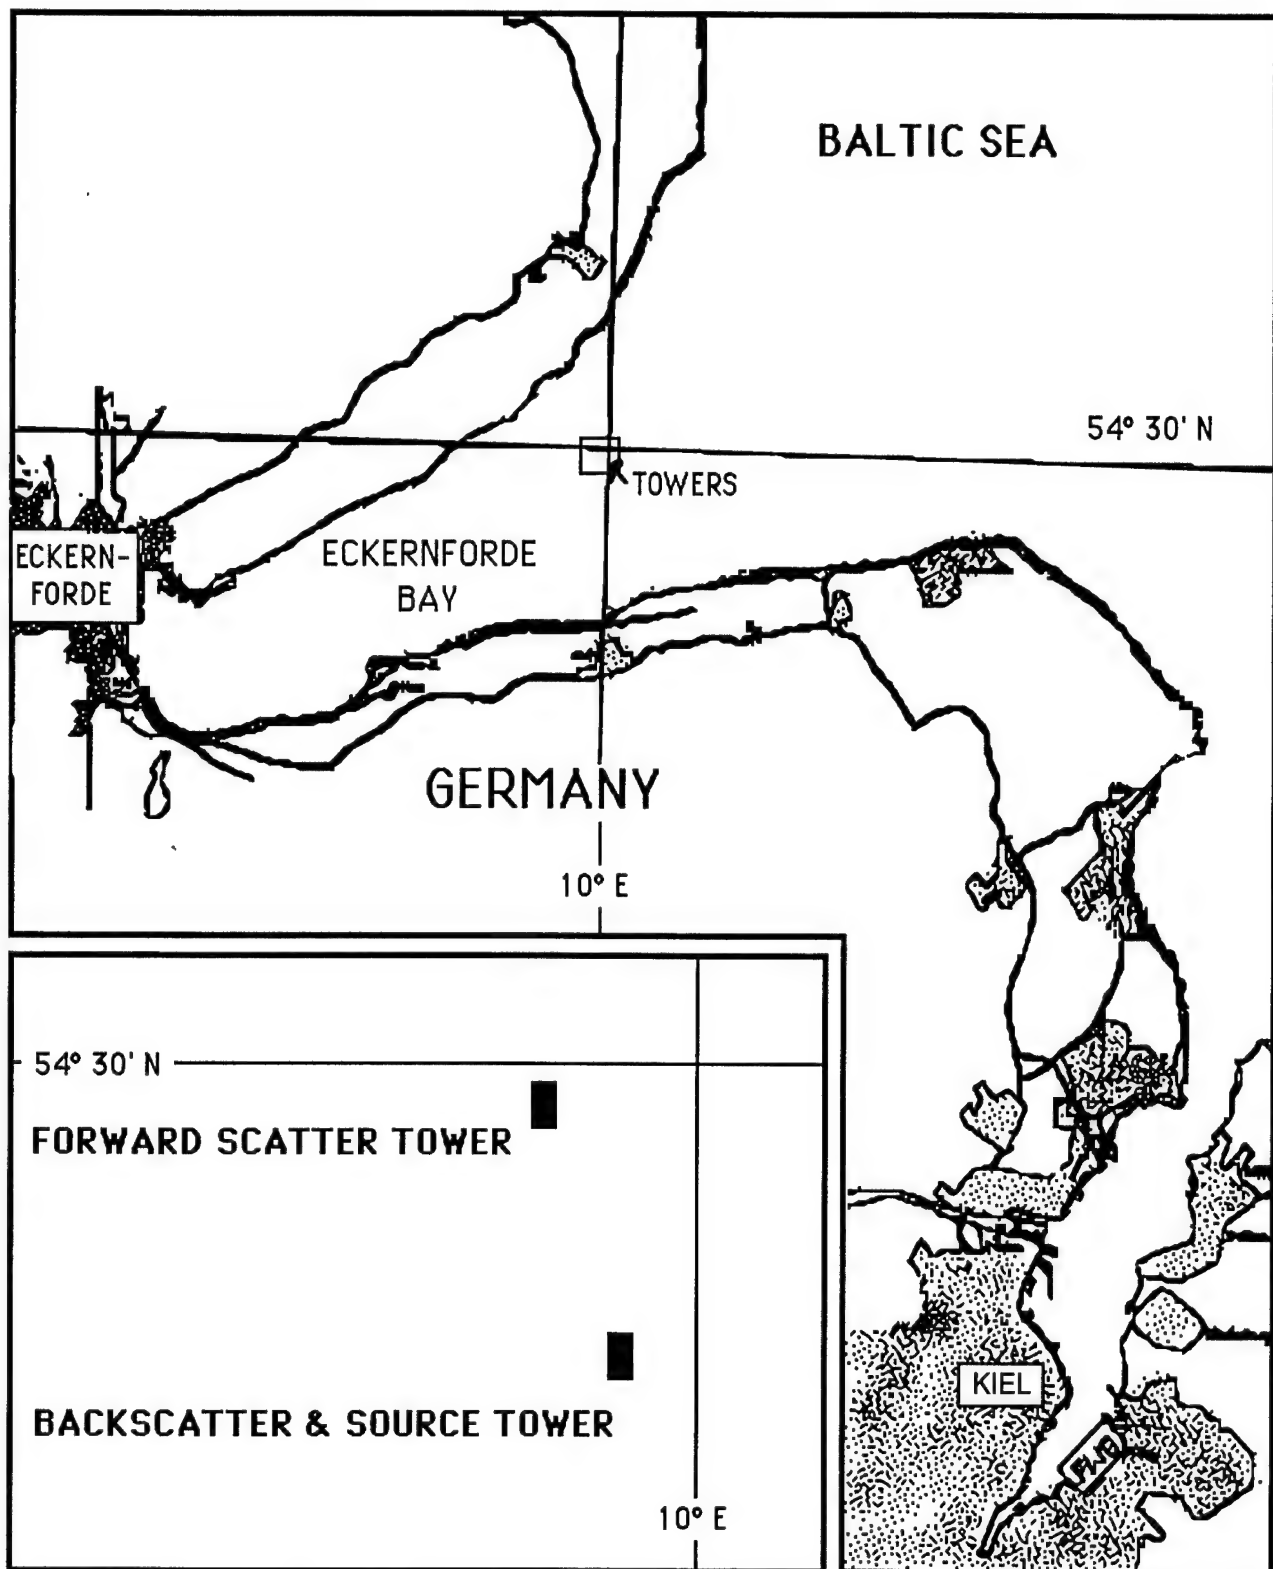 BALTIC SEA
54° 30' N
TOWERS
ECKERN-
FORDE
ECKERNFORDE
BAY
GERMANY
10° E
54° 30' N
FORWARD SCATTER TOWER
BACKSCATTER & SOURCE TOWER
10° E
KIEL
FWG